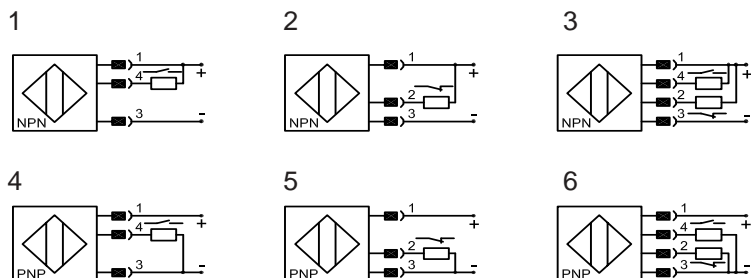 1 2 3
1 1 1
+ + +
4 4
2 2
NPN 3 - NPN 3 - NPN 3 -
4 5 6
1 1 1
+ + +
4 4
2 2
PNP 3 - PNP 3 - PNP 3 -